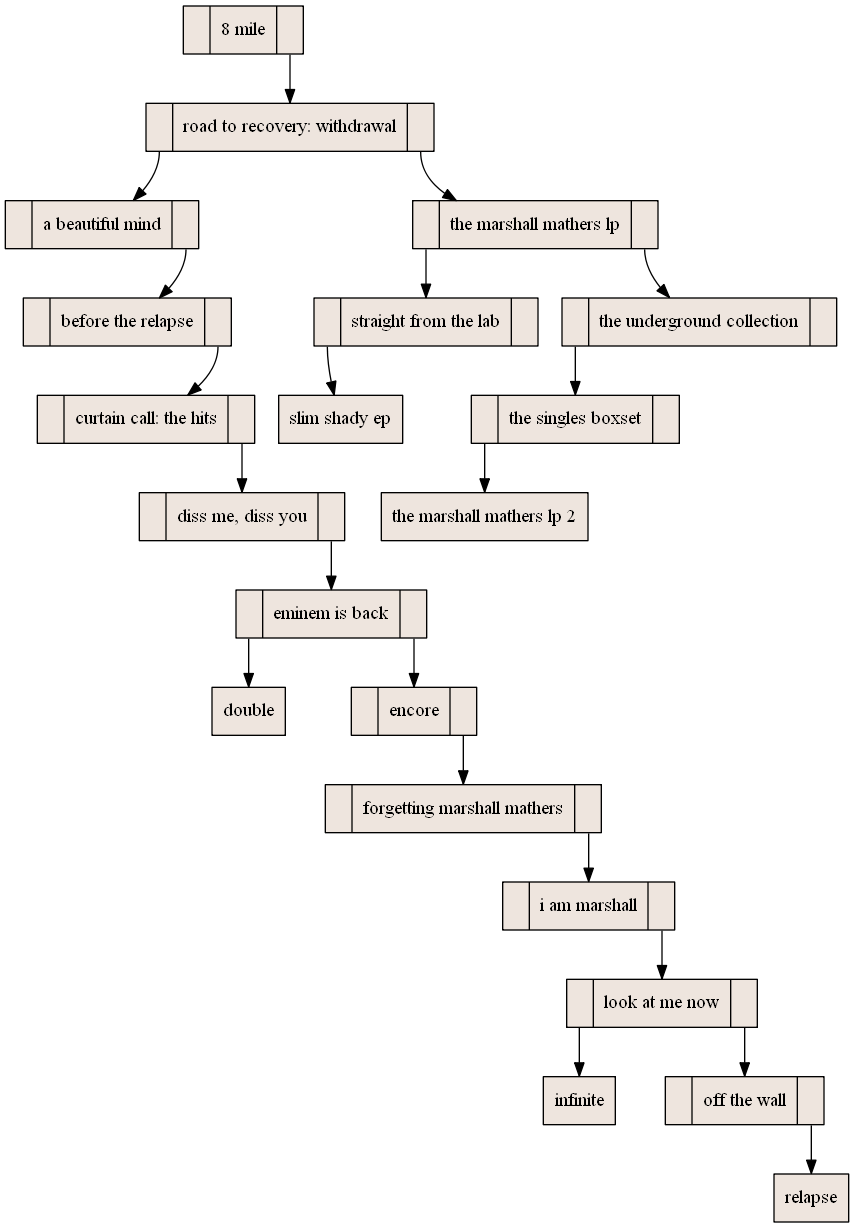 8 mile
road to recovery: withdrawal
a beautiful mind
the marshall mathers lp
before the relapse
straight from the lab
the underground collection
curtain call: the hits
slim shady ep
the singles boxset
diss me, diss you
the marshall mathers lp 2
eminem is back
double
encore
forgetting marshall mathers
i am marshall
look at me now
infinite
off the wall
relapse